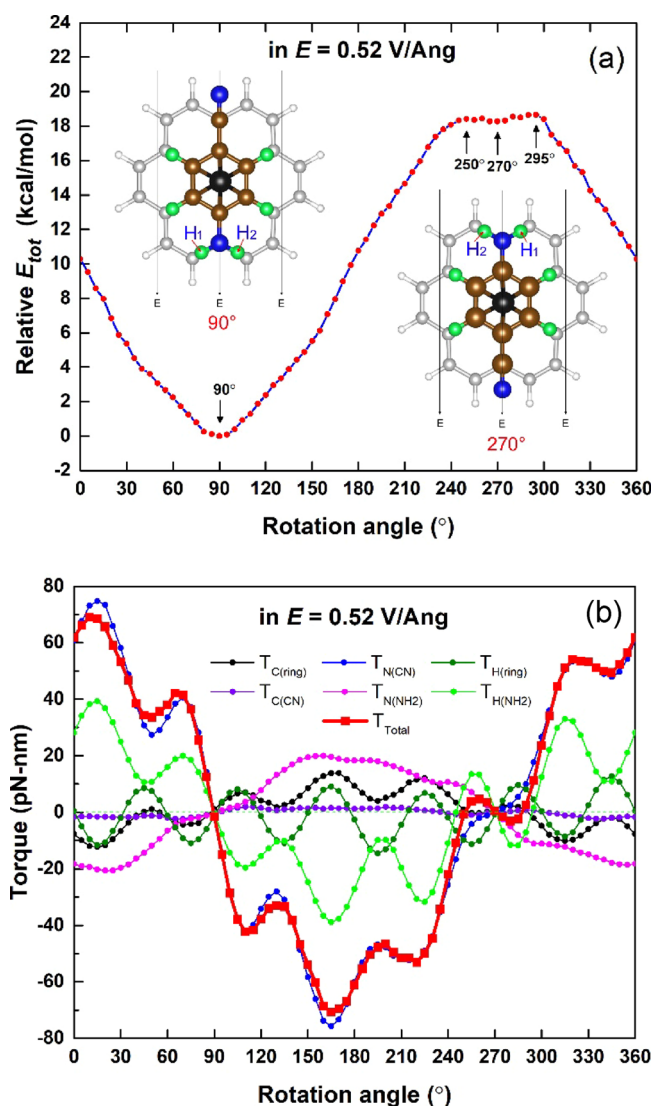 in E = 0.52 V/Ang
(a)
24
22
20
18
16
14
12
10
8
6
4
2
0
-2
Relative Etot (kcal/mol)
H1 H2
E E E
90°
90°
250° 270° 295°
H2 H1
E E E
270°
0 30 60 90 120 150 180 210 240 270 300 330 360
Rotation angle (°)
in E = 0.52 V/Ang
(b)
TC(ring) TN(CN) TH(ring)
TC(CN) TN(NH2) TH(NH2)
TTotal
80
60
40
20
0
-20
-40
-60
-80
Torque (pN-nm)
0 30 60 90 120 150 180 210 240 270 300 330 360
Rotation angle (°)